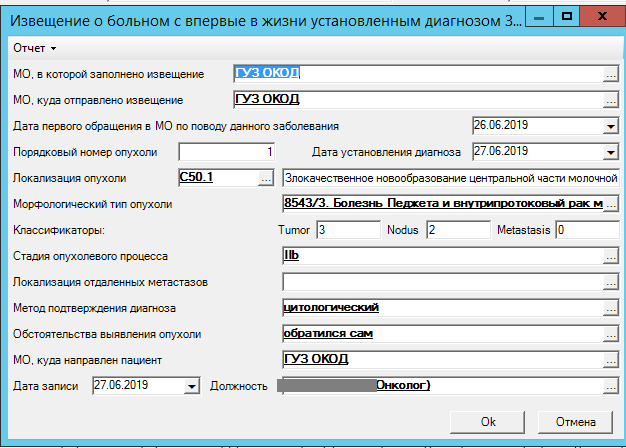 Извещение о больном с впервые в жизни установленным диагнозом З...
Отчет
МО, в которой заполнено извещение ГУЗ ОКОД ...
МО, куда отправлено извещение ГУЗ ОКОД ...
Дата первого обращения в МО по поводу данного заболевания 26.06.2019
Порядковый номер опухоли 1 Дата установления диагноза 27.06.2019
Локализация опухоли C50.1 ... Злокачественное новообразование центральной части молочной
Морфологический тип опухоли 8543/3. Болезнь Педжета и внутрипротоковый рак м ...
Классификаторы: Tumor 3 Nodus 2 Metastasis 0
Стадия опухолевого процесса IIb ...
Локализация отдаленных метастазов ...
Метод подтверждения диагноза цитологический ...
Обстоятельства выявления опухоли обратился сам ...
МО, куда направлен пациент ГУЗ ОКОД ...
Дата записи 27.06.2019 Должность Онколог) ...
Ok Отмена